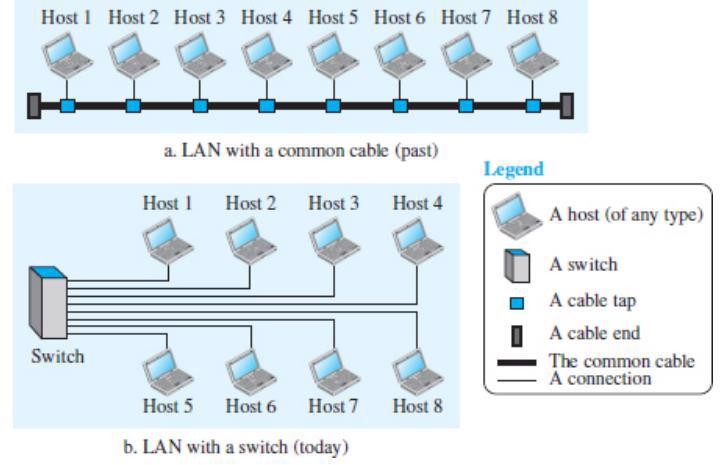 Host 1 Host 2 Host 3 Host 4 Host 5 Host 6 Host 7 Host 8
a. LAN with a common cable (past)
Legend
A host (of any type)
A switch
A cable tap
A cable end
The common cable
A connection
Host 1 Host 2 Host 3 Host 4
Switch
Host 5 Host 6 Host 7 Host 8
b. LAN with a switch (today)